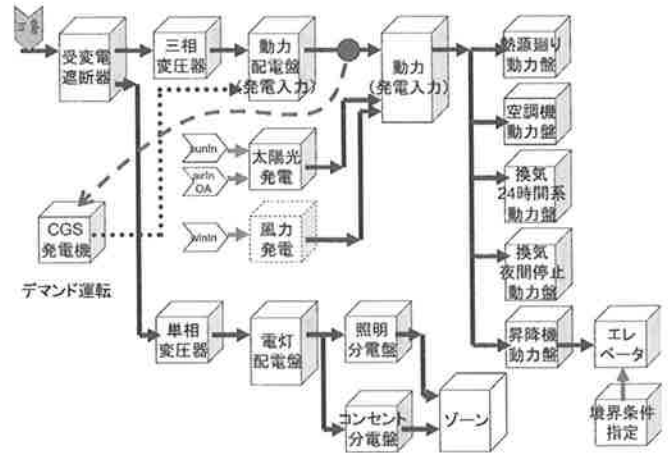 受変電
遮断器
三相
変圧器
動力
配電盤
(発電入力)
動力
(発電入力)
熱源廻り
動力盤
空調機
動力盤
換気
24時間系
動力盤
換気
夜間停止
動力盤
昇降機
動力盤
エレ
ベータ
境界条件
指定
sunIn
airIn
OA
太陽光
発電
winIn
風力
発電
CGS
発電機
デマンド運転
単相
変圧器
電灯
配電盤
照明
分電盤
コンセント
分電盤
ゾーン